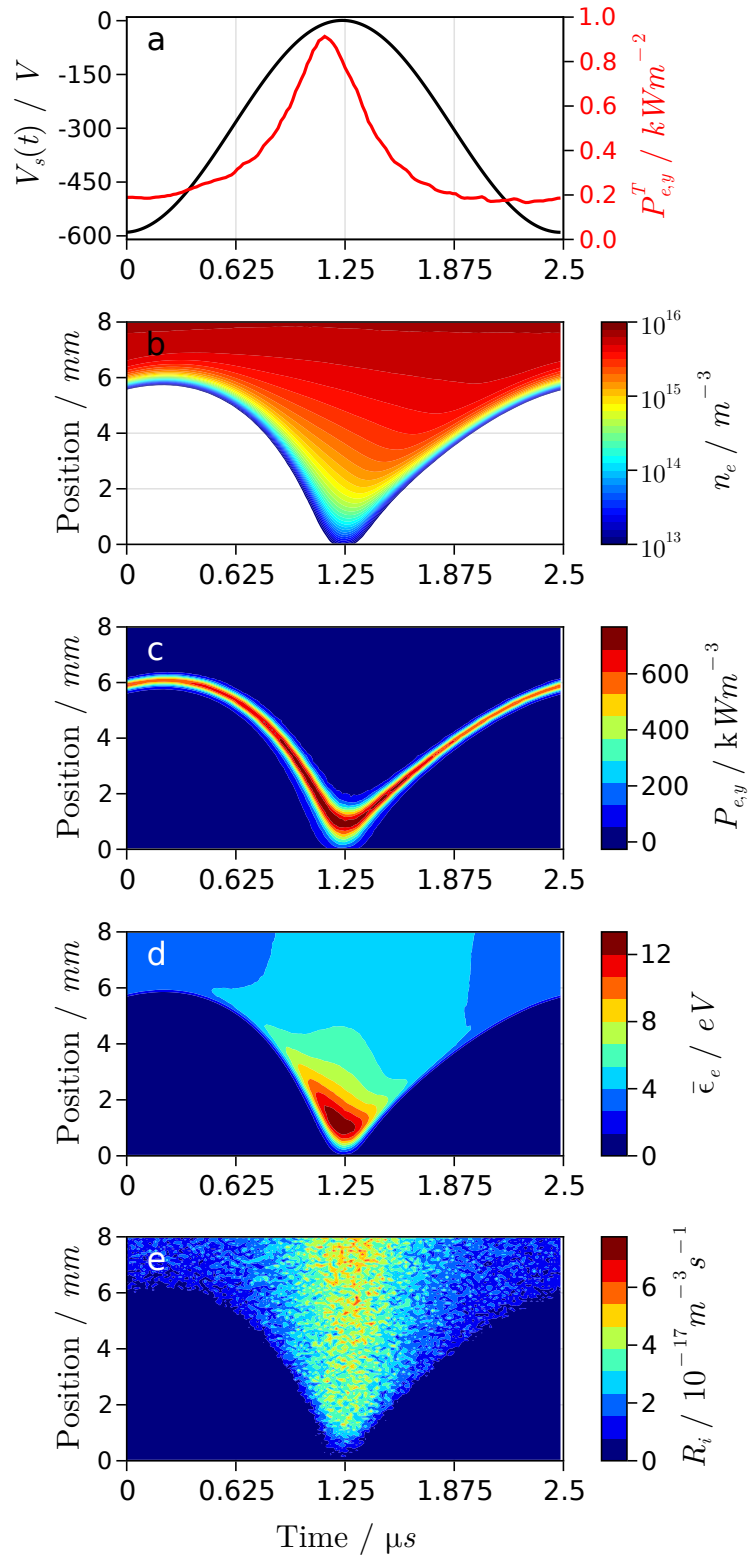 a
V_s(t) / V
0
-150
-300
-450
-600
P^T_{e,y} / kWm^{-2}
1.0
0.8
0.6
0.4
0.2
0.0
0 0.625 1.25 1.875 2.5
b
Position / mm
8
6
4
2
0
0 0.625 1.25 1.875 2.5
10^{16}
10^{15}
10^{14}
10^{13}
n_e / m^{-3}
c
Position / mm
8
6
4
2
0
0 0.625 1.25 1.875 2.5
600
400
200
0
P_{e,y} / kWm^{-3}
d
Position / mm
8
6
4
2
0
0 0.625 1.25 1.875 2.5
12
8
4
0
ϵ̄_e / eV
e
Position / mm
8
6
4
2
0
0 0.625 1.25 1.875 2.5
6
4
2
0
R_i / 10^{-17} m^{-3} s^{-1}
Time / μs